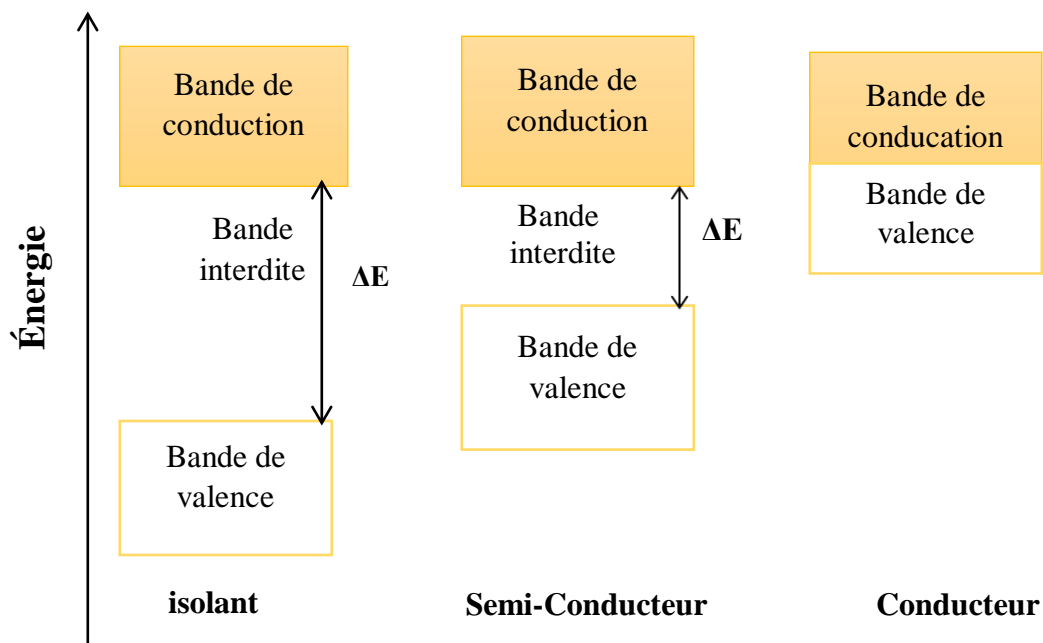 Énergie
Bande de
conduction
Bande
interdite
ΔE
Bande de
valence
isolant
Bande de
conduction
Bande
interdite
ΔE
Bande de
valence
Semi-Conducteur
Bande de
conducation
Bande de
valence
Conducteur